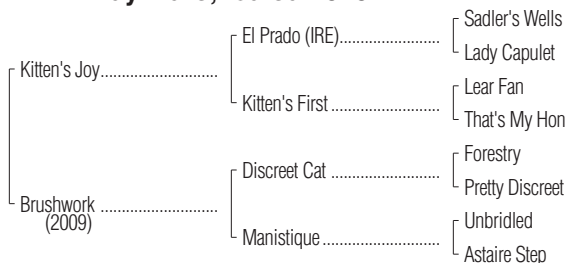 Sadler's Wells
El Prado (IRE)........................
Lady Capulet
Kitten's Joy............................
Lear Fan
Kitten's First ..........................
That's My Hon
Forestry
Discreet Cat ..........................
Pretty Discreet
Brushwork ............................
(2009)
Unbridled
Manistique............................
Astaire Step